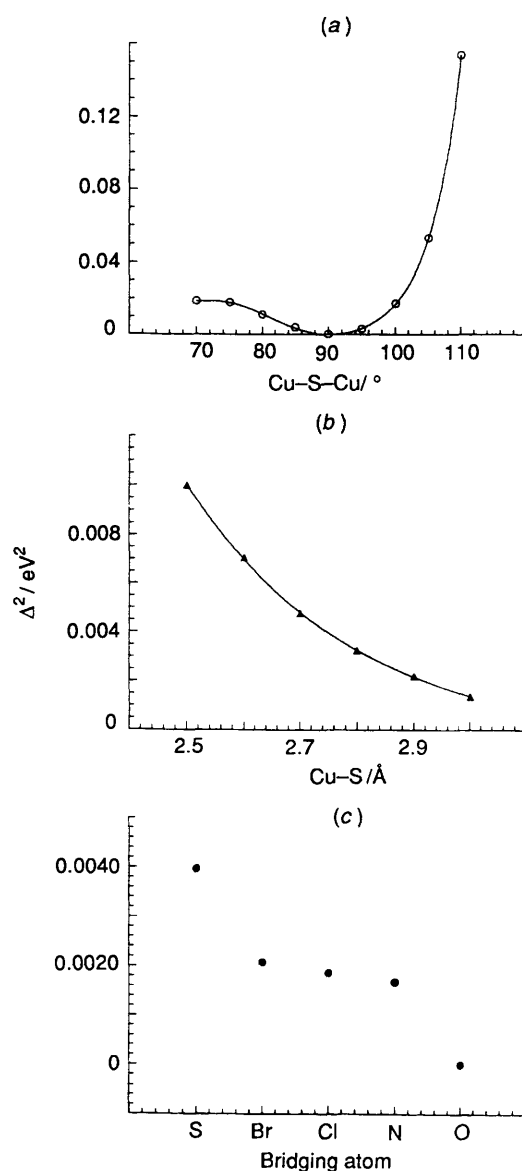 (a)
0.12
0.08
0.04
0
70 80 90 100 110
Cu–S–Cu/ °
(b)
0.008
0.004
0
Δ² / eV²
2.5 2.7 2.9
Cu–S/Å
(c)
0.0040
0.0020
0
S Br Cl N O
Bridging atom